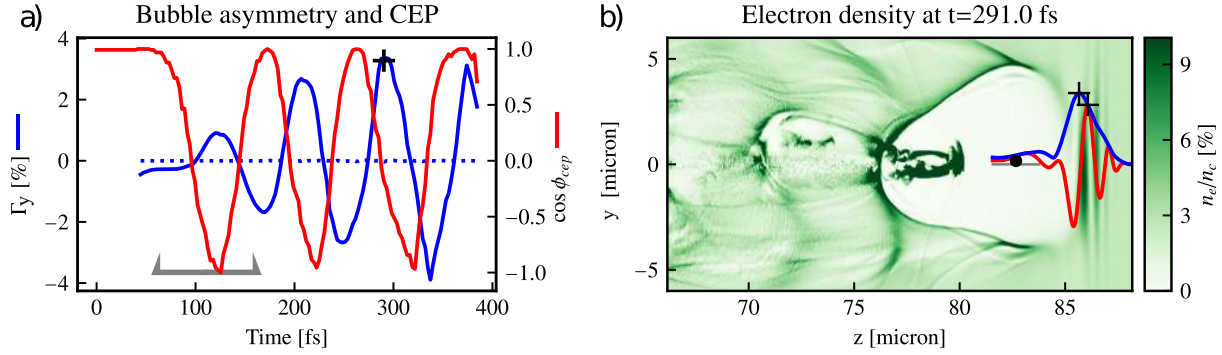 a)
Bubble asymmetry and CEP
4
2
0
−2
−4
Γy [%]
1.0
0.5
0.0
−0.5
−1.0
cos ϕcep
0
100
200
300
400
Time [fs]
b)
Electron density at t=291.0 fs
5
0
−5
y [micron]
70
75
80
85
z [micron]
9
6
3
0
ne/nc [%]